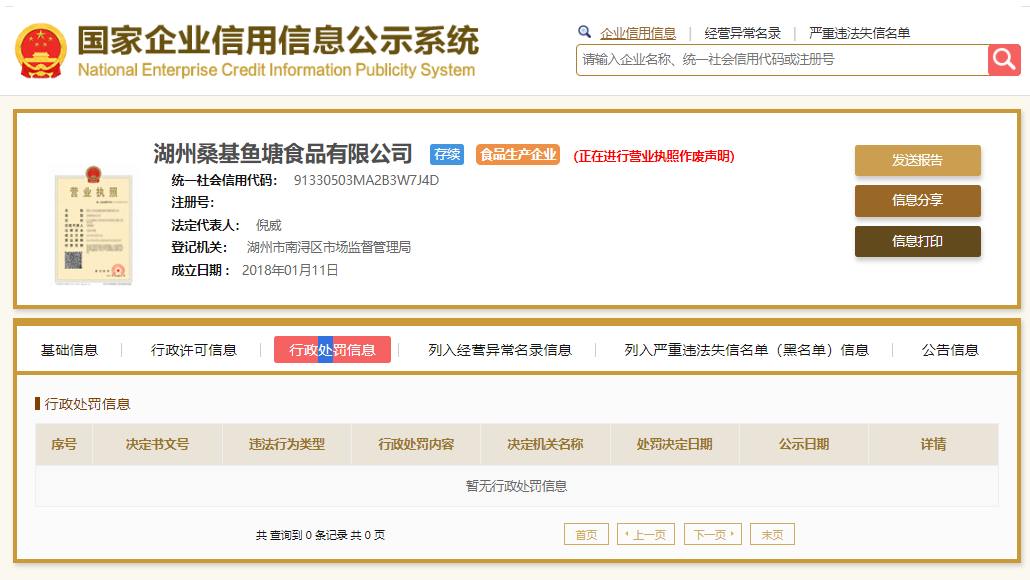 国家企业信用信息公示系统
National Enterprise Credit Information Publicity System
企业信用信息 | 经营异常名录 | 严重违法失信名单
请输入企业名称、统一社会信用代码或注册号
湖州桑基鱼塘食品有限公司 存续 食品生产企业 (正在进行营业执照作废声明)
营业执照
统一社会信用代码： 91330503MA2B3W7J4D
注册号：
法定代表人： 倪威
登记机关： 湖州市南浔区市场监督管理局
成立日期： 2018年01月11日
发送报告
信息分享
信息打印
基础信息 | 行政许可信息 | 行政处罚信息 | 列入经营异常名录信息 | 列入严重违法失信名单（黑名单）信息 | 公告信息
行政处罚信息
序号 决定书文号 违法行为类型 行政处罚内容 决定机关名称 处罚决定日期 公示日期 详情
暂无行政处罚信息
共 查询到 0 条记录 共 0 页 首页 上一页 下一页 末页